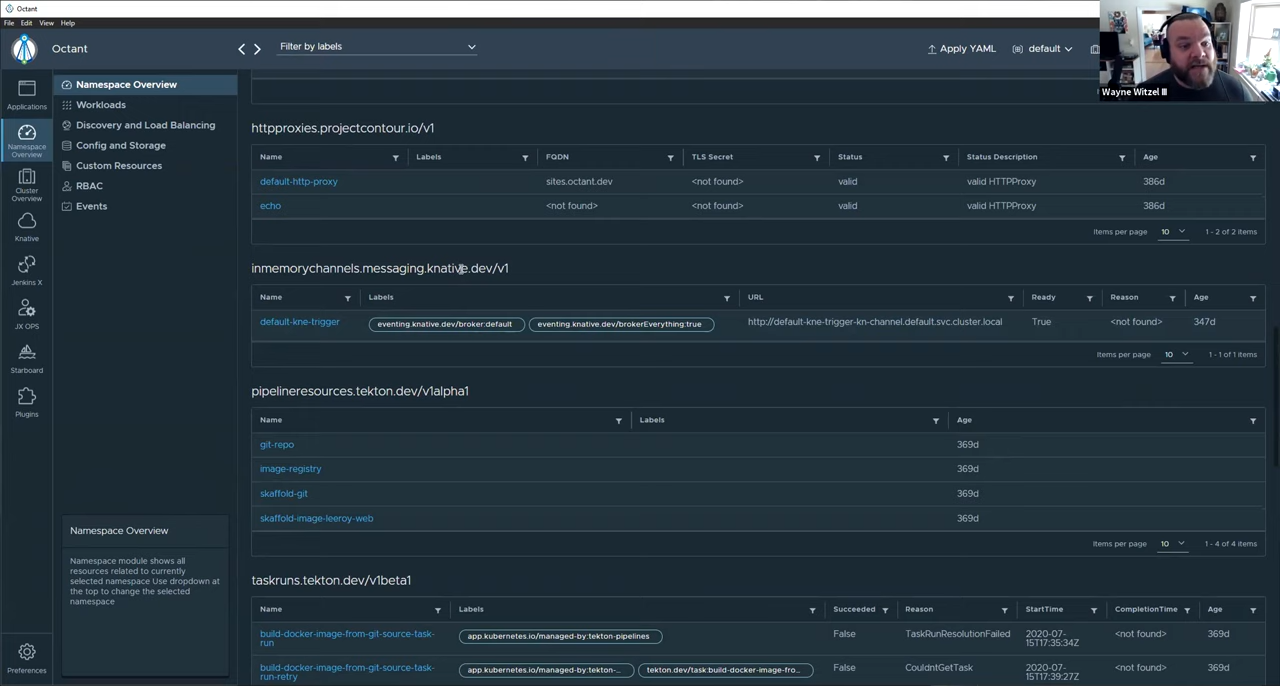 Octant
File Edit View Help
Octant
Filter by labels
Apply YAML
default
Wayne Witzel III
Applications
Namespace Overview
Cluster Overview
Knative
Jenkins X
JX OPS
Starboard
Plugins
Preferences
Namespace Overview
Workloads
Discovery and Load Balancing
Config and Storage
Custom Resources
RBAC
Events
Namespace Overview
Namespace module shows all
resources related to currently
selected namespace Use dropdown at
the top to change the selected
namespace
httpproxies.projectcontour.io/v1
Name Labels FQDN TLS Secret Status Status Description Age
default-http-proxy sites.octant.dev <not found> valid valid HTTPProxy 386d
echo <not found> <not found> valid valid HTTPProxy 386d
Items per page 10 1 - 2 of 2 items
inmemorychannels.messaging.knative.dev/v1
Name Labels URL Ready Reason Age
default-kne-trigger eventing.knative.dev/broker:default eventing.knative.dev/brokerEverything:true http://default-kne-trigger-kn-channel.default.svc.cluster.local True <not found> 347d
Items per page 10 1 - 1 of 1 items
pipelineresources.tekton.dev/v1alpha1
Name Labels Age
git-repo 369d
image-registry 369d
skaffold-git 369d
skaffold-image-leeroy-web 369d
Items per page 10 1 - 4 of 4 items
taskruns.tekton.dev/v1beta1
Name Labels Succeeded Reason StartTime CompletionTime Age
build-docker-image-from-git-source-task-
run app.kubernetes.io/managed-by:tekton-pipelines False TaskRunResolutionFailed 2020-07-
15T17:35:34Z <not found> 369d
build-docker-image-from-git-source-task-
run-retry app.kubernetes.io/managed-by:tekton-... tekton.dev/task:build-docker-image-fro... False CouldntGetTask 2020-07-
15T17:39:27Z <not found> 369d